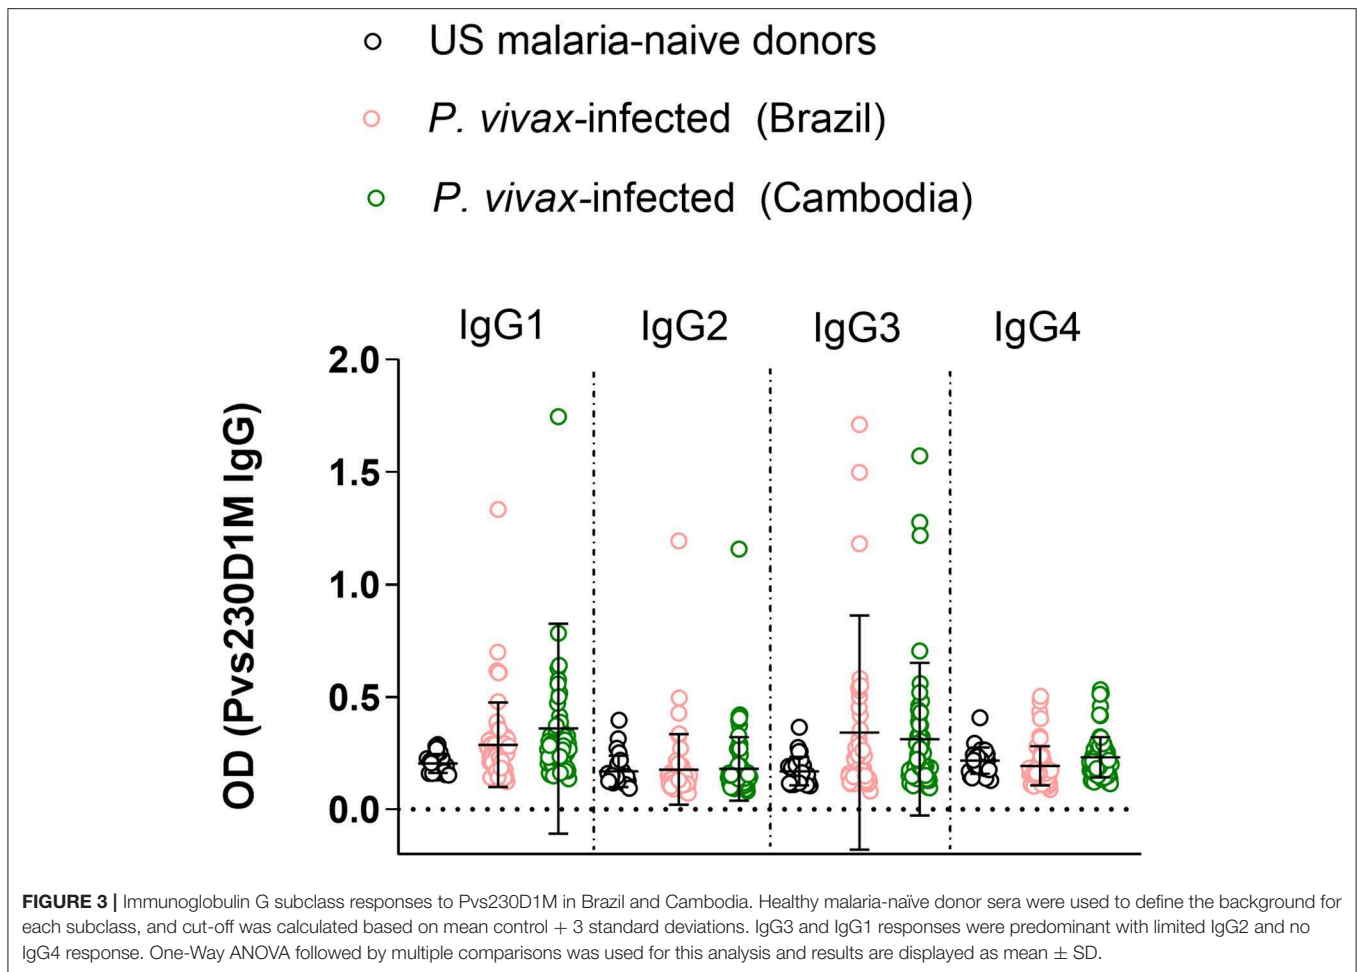 US malaria-naive donors
P. vivax-infected (Brazil)
P. vivax-infected (Cambodia)
IgG1 IgG2 IgG3 IgG4
OD (Pvs230D1M IgG)
2.0
1.5
1.0
0.5
0.0
FIGURE 3 | Immunoglobulin G subclass responses to Pvs230D1M in Brazil and Cambodia. Healthy malaria-naïve donor sera were used to define the background for
each subclass, and cut-off was calculated based on mean control + 3 standard deviations. IgG3 and IgG1 responses were predominant with limited IgG2 and no
IgG4 response. One-Way ANOVA followed by multiple comparisons was used for this analysis and results are displayed as mean ± SD.